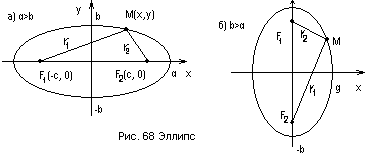 а) a>b
y
b
M(x,y)
r₁
r₂
F₁(-c, 0)
F₂(c, 0)
a
x
-b
Рис. 68 Эллипс
б) b>a
b
F₁
r₂
M
r₁
F₂
g
x
-b